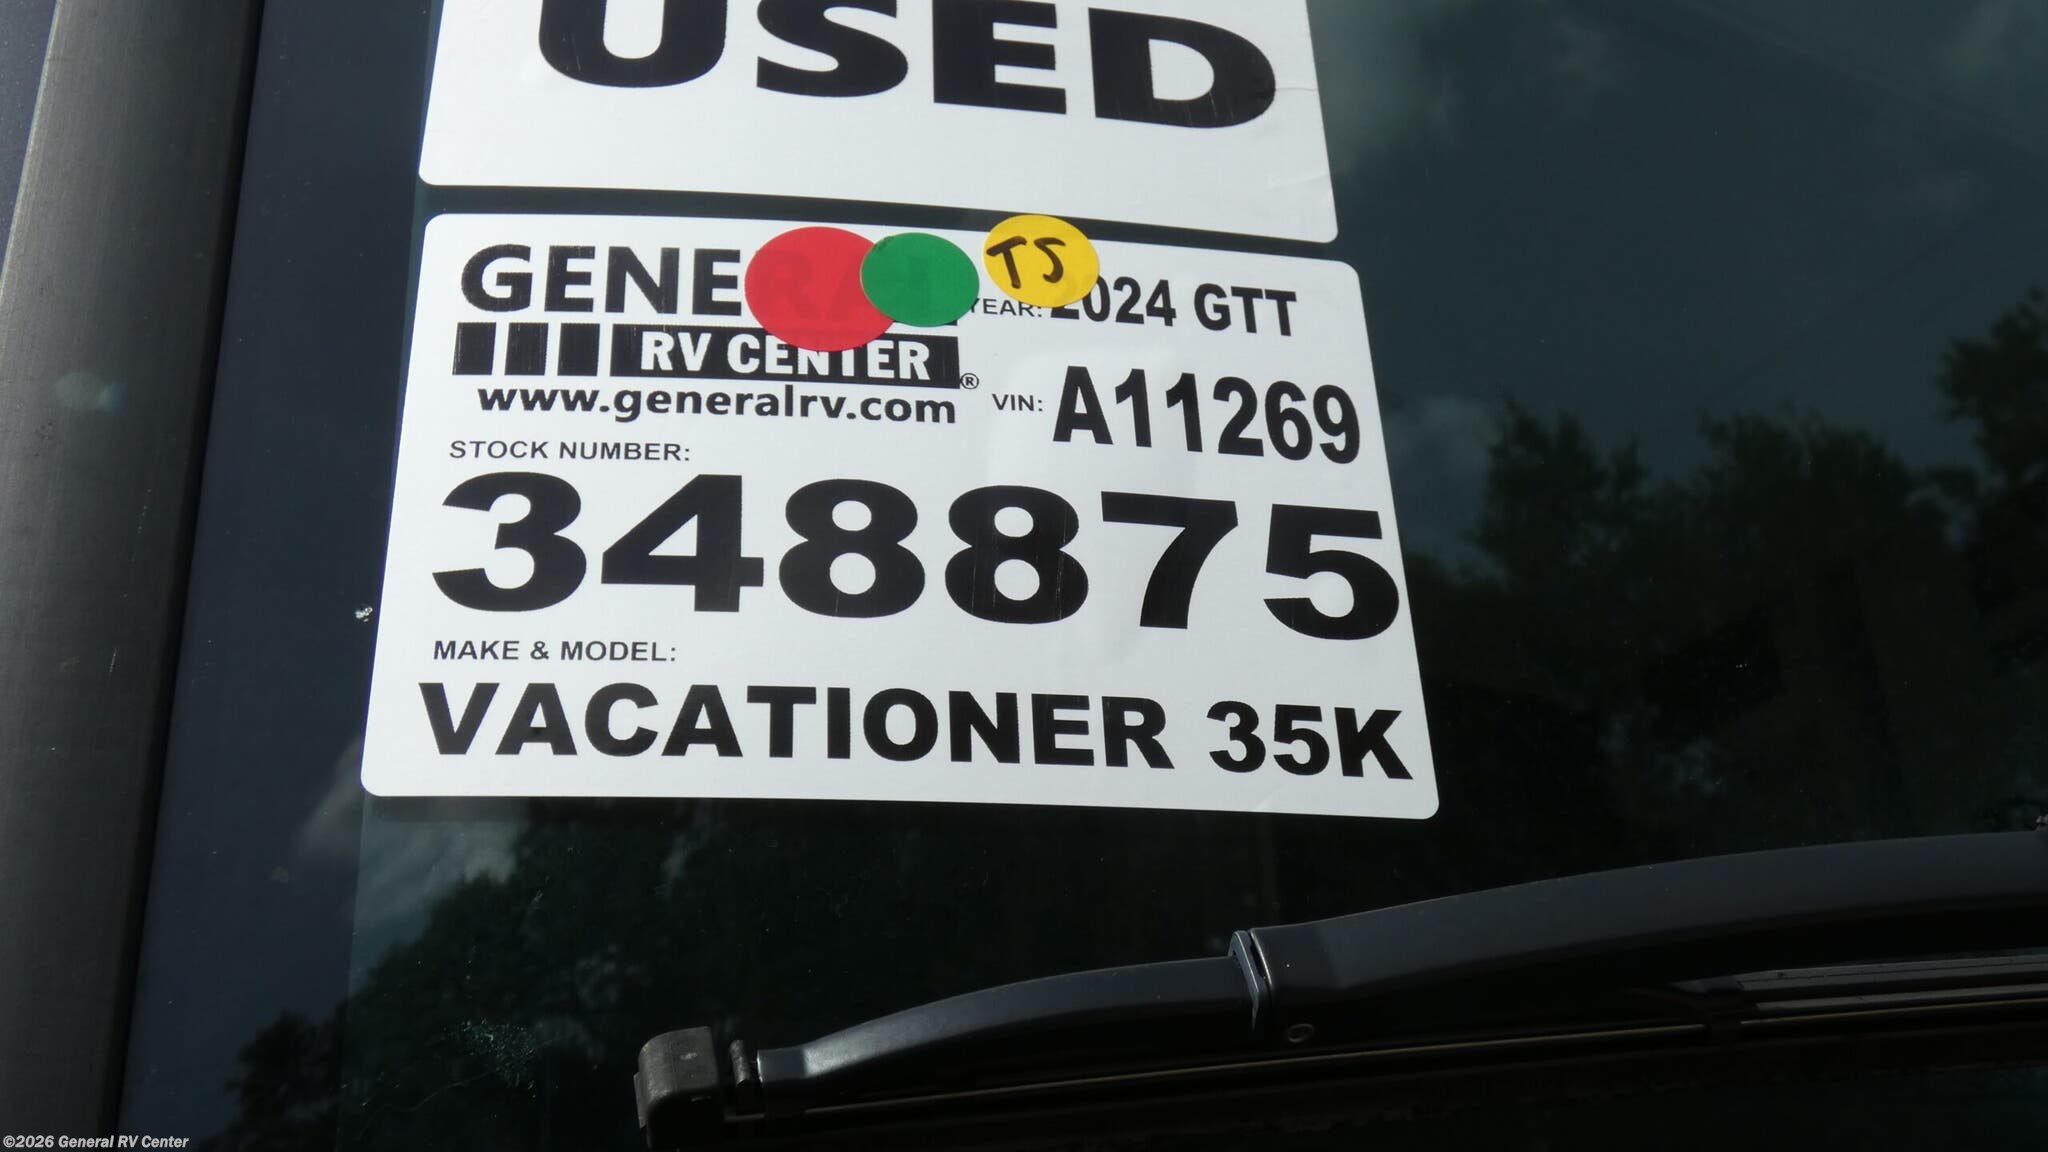 USED
GENERAL
TS
YEAR: 2024 GTT
RV CENTER®
www.generalrv.com
VIN: A11269
STOCK NUMBER:
348875
MAKE & MODEL:
VACATIONER 35K
©2026 General RV Center